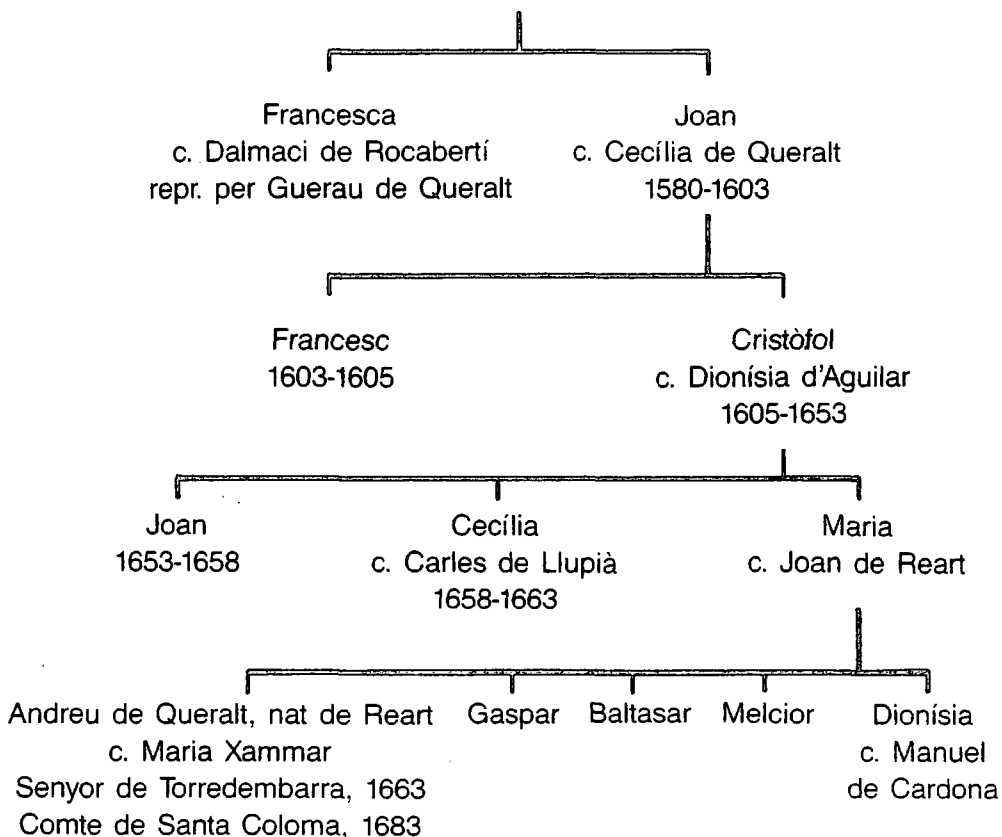 Francesca
c. Dalmaci de Rocabertí
repr. per Guerau de Queralt
Joan
c. Cecília de Queralt
1580-1603
Francesc
1603-1605
Cristòfol
c. Dionísia d'Aguilar
1605-1653
Joan
1653-1658
Cecília
c. Carles de Llupià
1658-1663
Maria
c. Joan de Reart
Andreu de Queralt, nat de Reart
c. Maria Xammar
Senyor de Torredembarra, 1663
Comte de Santa Coloma, 1683
Gaspar
Baltasar
Melcior
Dionísia
c. Manuel
de Cardona